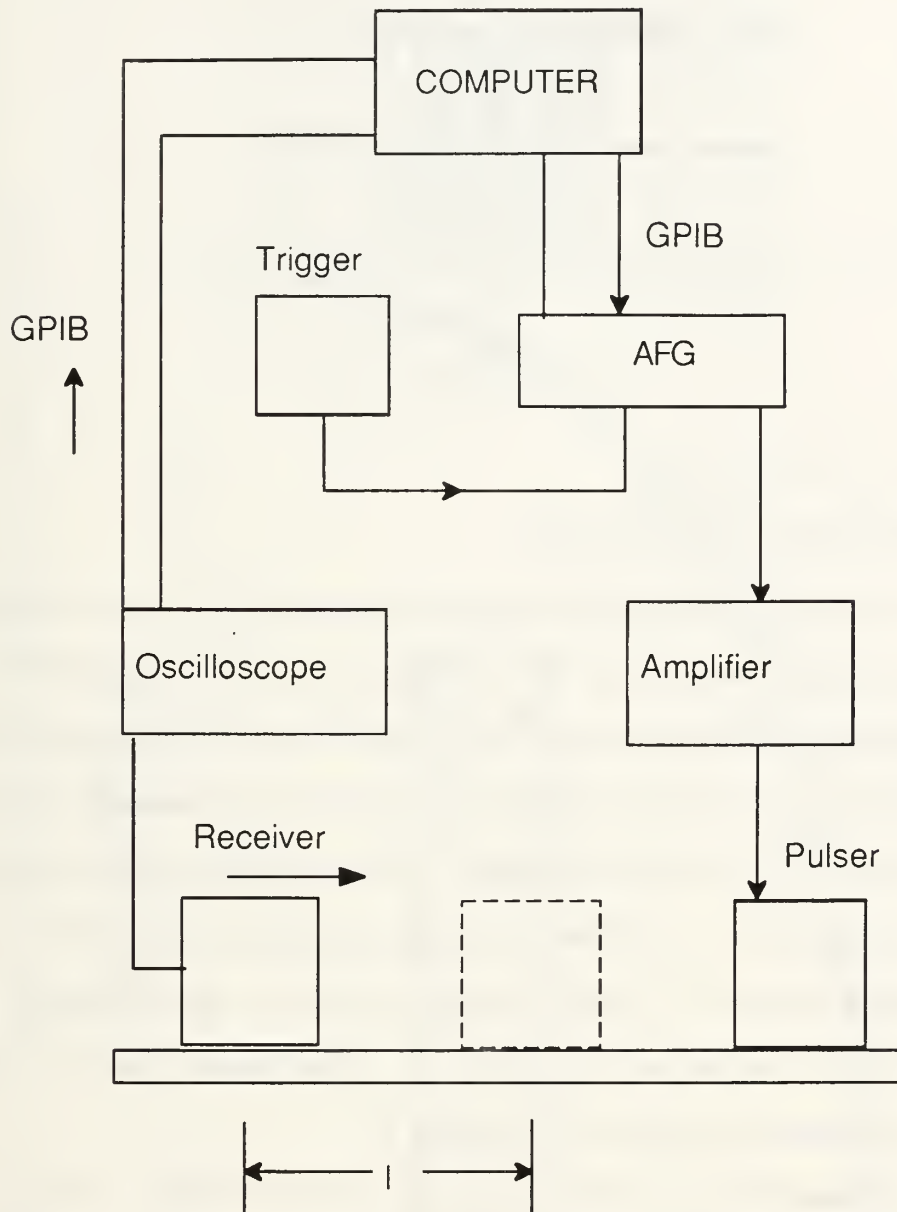 COMPUTER
GPIB
Trigger
GPIB
AFG
Oscilloscope
Amplifier
Receiver
Pulser
l